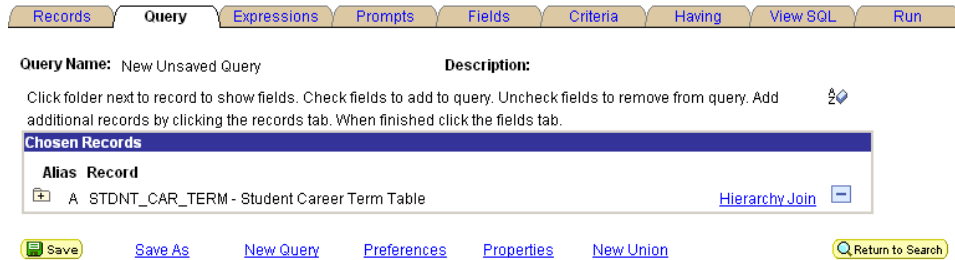 Records Query Expressions Prompts Fields Criteria Having View SQL Run
Query Name: New Unsaved Query Description:
Click folder next to record to show fields. Check fields to add to query. Uncheck fields to remove from query. Add
additional records by clicking the records tab. When finished click the fields tab.
Chosen Records
Alias Record
A STDNT_CAR_TERM - Student Career Term Table Hierarchy Join
Save Save As New Query Preferences Properties New Union Return to Search